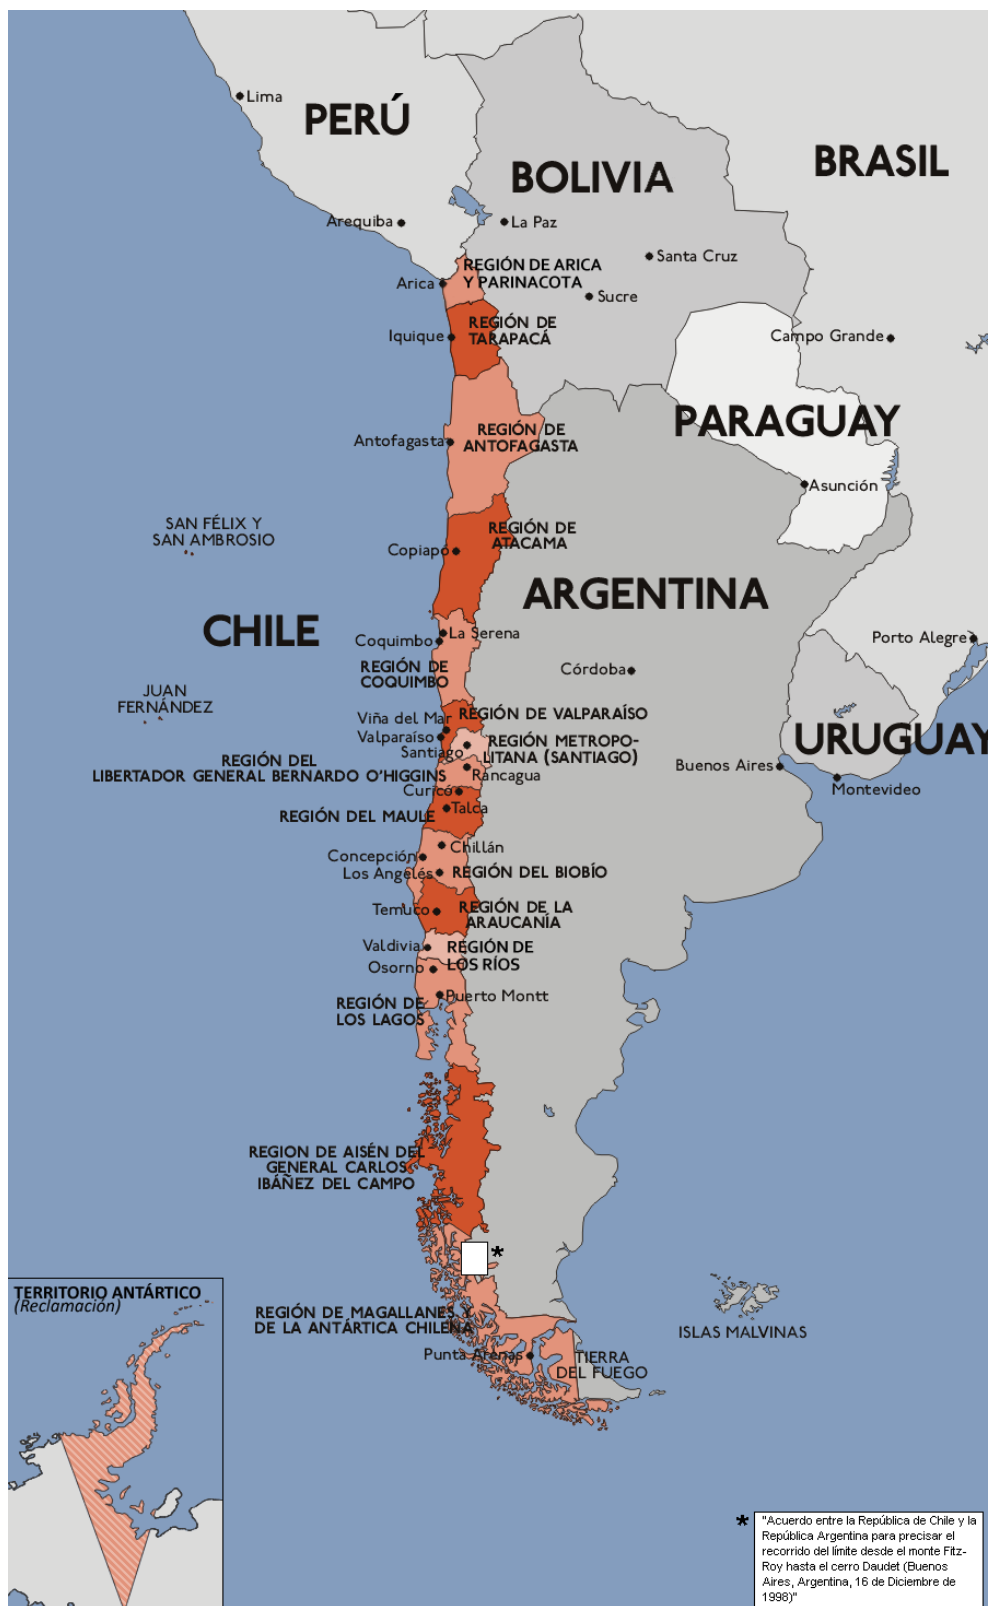 Lima
PERÚ
BRASIL
BOLIVIA
Arequiba
La Paz
Santa Cruz
REGIÓN DE ARICA
Y PARINACOTA
Arica
Sucre
REGIÓN DE
TARAPACÁ
Iquique
Campo Grande
PARAGUAY
REGIÓN DE
ANTOFAGASTA
Antofagasta
Asunción
SAN FÉLIX Y
SAN AMBROSIO
REGIÓN DE
ATACAMA
Copiapó
ARGENTINA
CHILE
La Serena
Coquimbo
Porto Alegre
REGIÓN DE
COQUIMBO
Córdoba
JUAN
FERNÁNDEZ
Viña del Mar
REGIÓN DE VALPARAÍSO
Valparaíso
Santiago
REGIÓN METROPO-
LITANA (SANTIAGO)
URUGUAY
REGIÓN DEL
LIBERTADOR GENERAL BERNARDO O'HIGGINS
Rancagua
Buenos Aires
Montevideo
Curicó
Talca
REGIÓN DEL MAULE
Chillán
Concepción
Los Angelés
REGIÓN DEL BIOBÍO
Temuco
REGIÓN DE LA
ARAUCANÍA
Valdivia
REGIÓN DE
LOS RÍOS
Osorno
Puerto Montt
REGIÓN DE
LOS LAGOS
REGION DE AISÉN DEL
GENERAL CARLOS
IBÁÑEZ DEL CAMPO
*
TERRITORIO ANTÁRTICO
(Reclamación)
REGIÓN DE MAGALLANES Y
DE LA ANTÁRTICA CHILENA
ISLAS MALVINAS
Punta Arenas
TIERRA
DEL FUEGO
* "Acuerdo entre la República de Chile y la
República Argentina para precisar el
recorrido del límite desde el monte Fitz-
Roy hasta el cerro Daudet (Buenos
Aires, Argentina, 16 de Diciembre de
1998)"